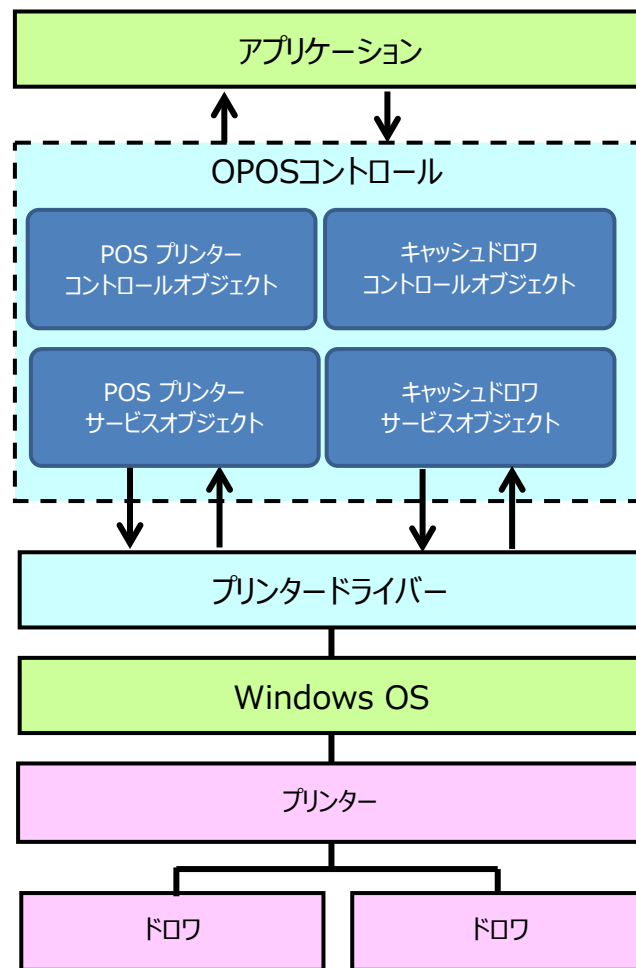 アプリケーション
OPOSコントロール
POS プリンター
コントロールオブジェクト
キャッシュドロワ
コントロールオブジェクト
POS プリンター
サービスオブジェクト
キャッシュドロワ
サービスオブジェクト
プリンタードライバー
Windows OS
プリンター
ドロワ
ドロワ